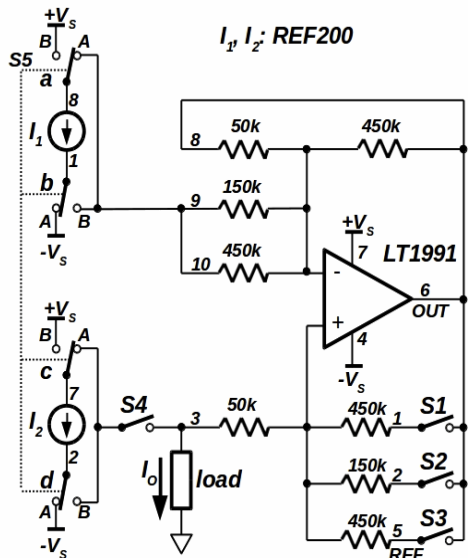 +Vs
B A
I1, I2: REF200
S5
a
8
I1
1
b
A B
-Vs
8 50k 450k
9 150k
10 450k
+Vs
7 LT1991
-
6
OUT
+
4
-Vs
+Vs
B A
c
7
I2
2
d
A B
-Vs
S4
3 50k
Io load
450k 1 S1
150k 2 S2
450k 5 S3
REF